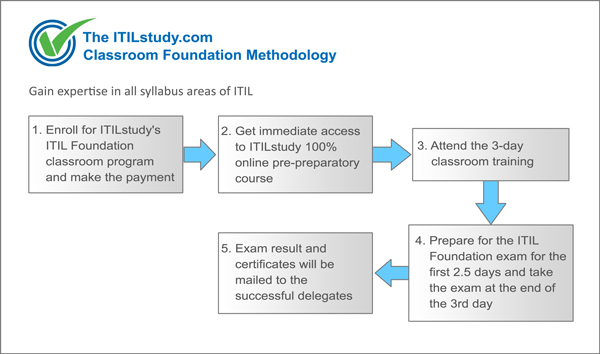 The ITILstudy.com
Classroom Foundation Methodology
Gain expertise in all syllabus areas of ITIL
1. Enroll for ITILstudy's
ITIL Foundation
classroom program
and make the payment
2. Get immediate access
to ITILstudy 100%
online pre-preparatory
course
3. Attend the 3-day
classroom training
4. Prepare for the ITIL
Foundation exam for the
first 2.5 days and take
the exam at the end of
the 3rd day
5. Exam result and
certificates will be
mailed to the
successful delegates